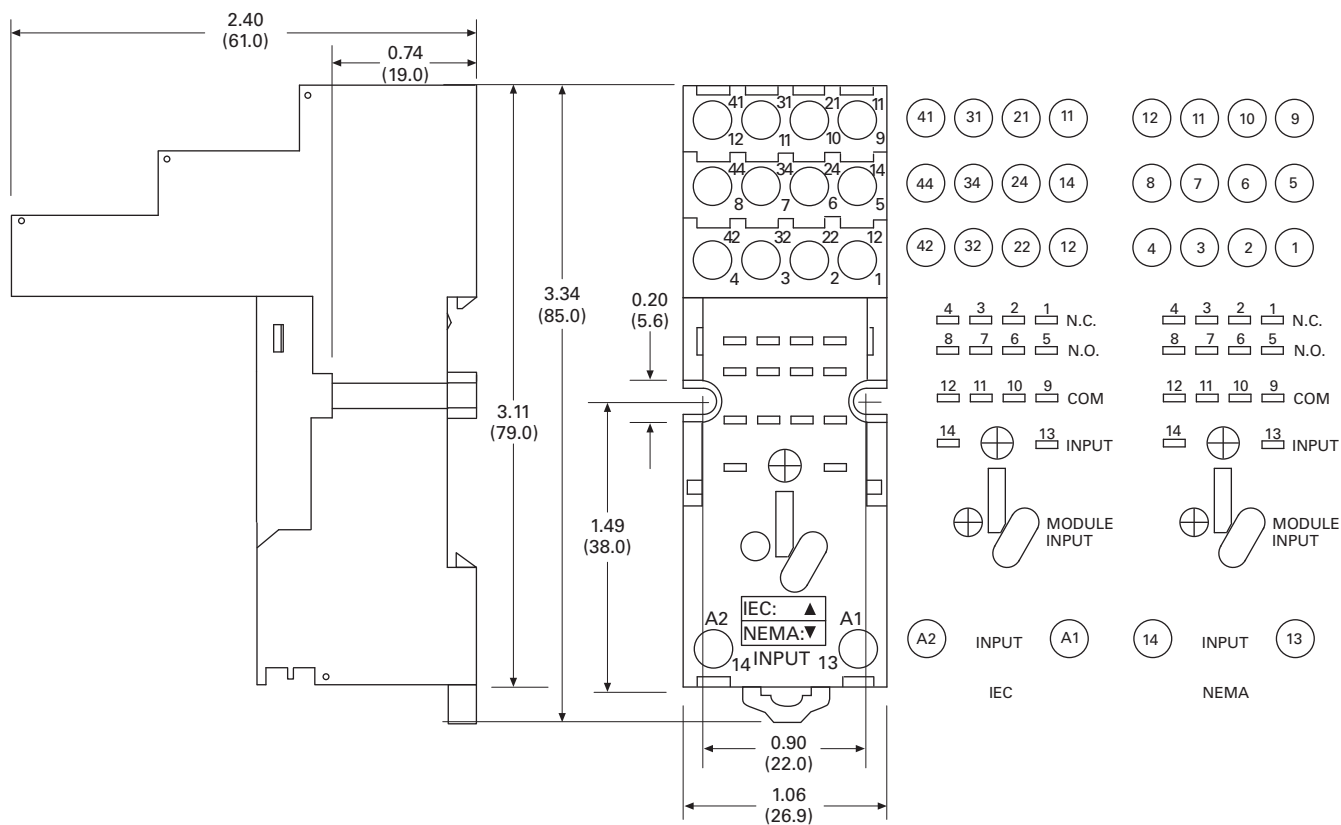 2.40
(61.0)
0.74
(19.0)
3.34
(85.0)
3.11
(79.0)
0.20
(5.6)
1.49
(38.0)
41 31 21 11
12 11 10 9
44 34 24 14
8 7 6 5
42 32 22 12
4 3 2 1
IEC: ▲
NEMA:▼
A2 A1
14 INPUT 13
0.90
(22.0)
1.06
(26.9)
41 31 21 11
44 34 24 14
42 32 22 12
4 3 2 1 N.C.
8 7 6 5 N.O.
12 11 10 9 COM
14 13 INPUT
MODULE
INPUT
A2 INPUT A1
IEC
12 11 10 9
8 7 6 5
4 3 2 1
4 3 2 1 N.C.
8 7 6 5 N.O.
12 11 10 9 COM
14 13 INPUT
MODULE
INPUT
14 INPUT 13
NEMA